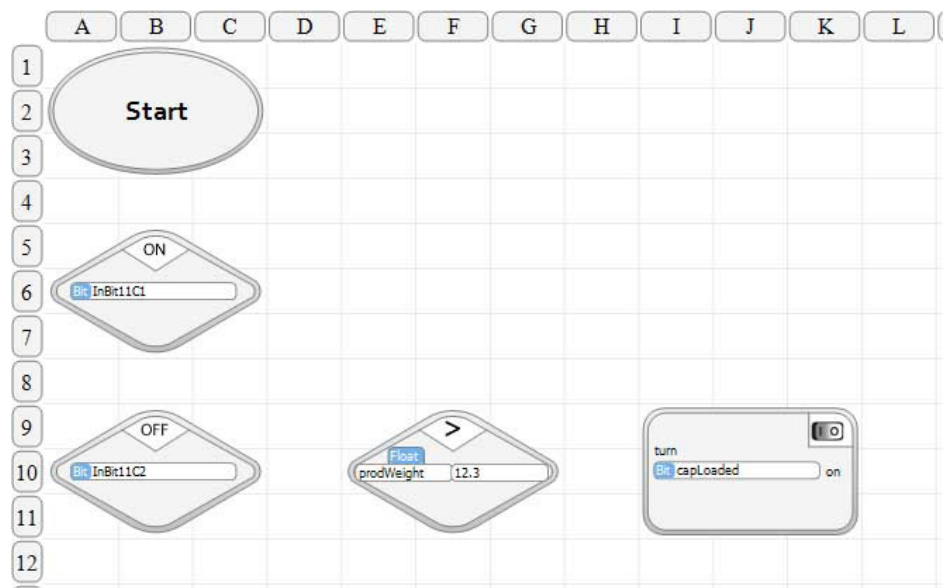 A B C D E F G H I J K L
1
Start
2
3
4
5
ON
6
Bit InBit11C1
7
8
9
OFF >
turn
Float
10
Bit InBit11C2 prodWeight 12.3 Bit capLoaded on
11
12